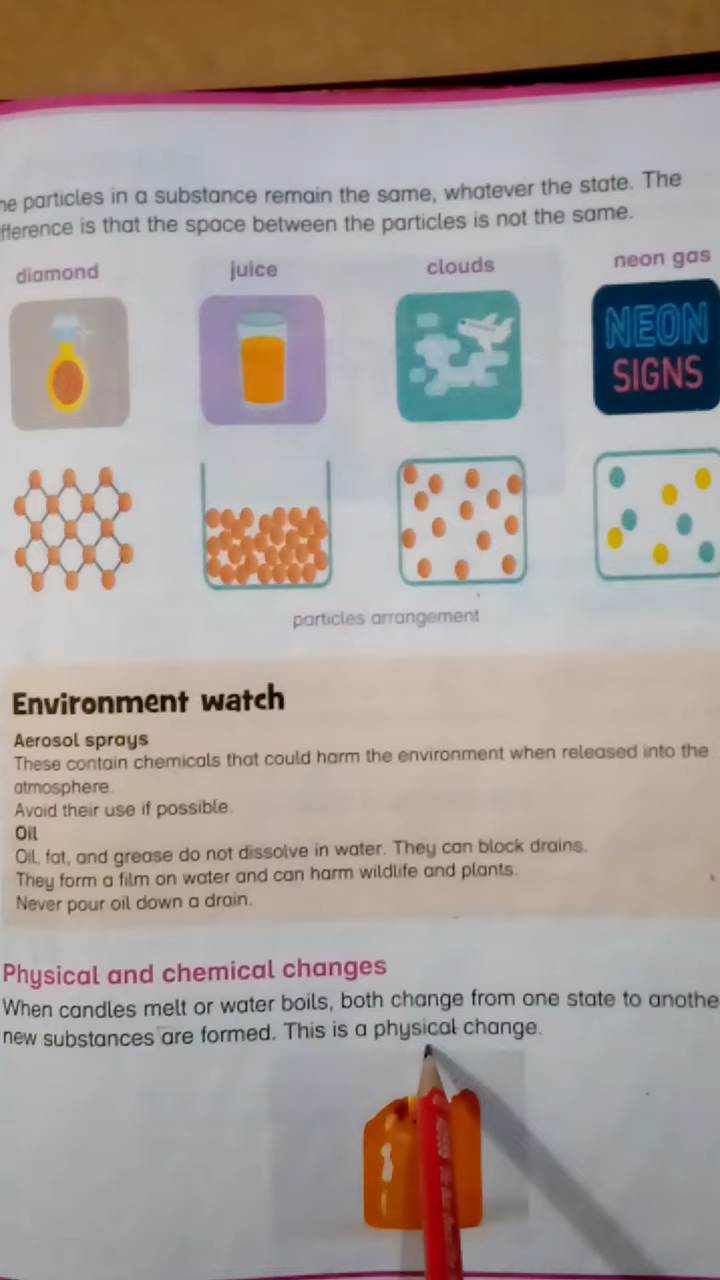 he particles in a substance remain the same, whatever the state. The
fference is that the space between the particles is not the same.
diamond juice clouds neon gas
NEON
SIGNS
particles arrangement
Environment watch
Aerosol sprays
These contain chemicals that could harm the environment when released into the
atmosphere.
Avoid their use if possible.
Oil
Oil, fat, and grease do not dissolve in water. They can block drains.
They form a film on water and can harm wildlife and plants.
Never pour oil down a drain.
Physical and chemical changes
When candles melt or water boils, both change from one state to anothe
new substances are formed. This is a physical change.